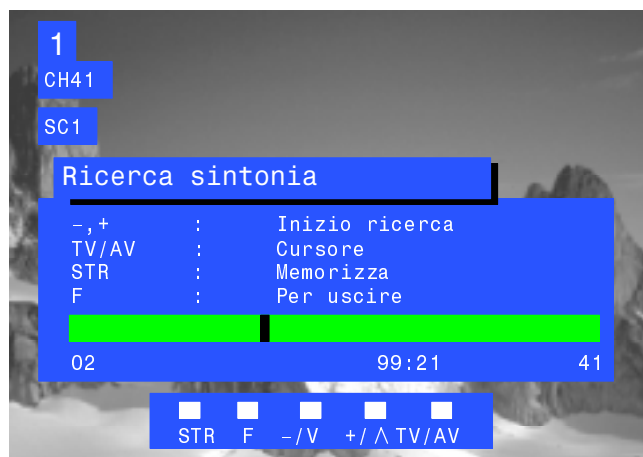 1
CH41
SC1
Ricerca sintonia
–,+ : Inizio ricerca
TV/AV : Cursore
STR : Memorizza
F : Per uscire
02 99:21 41
STR F –/V +/Λ TV/AV